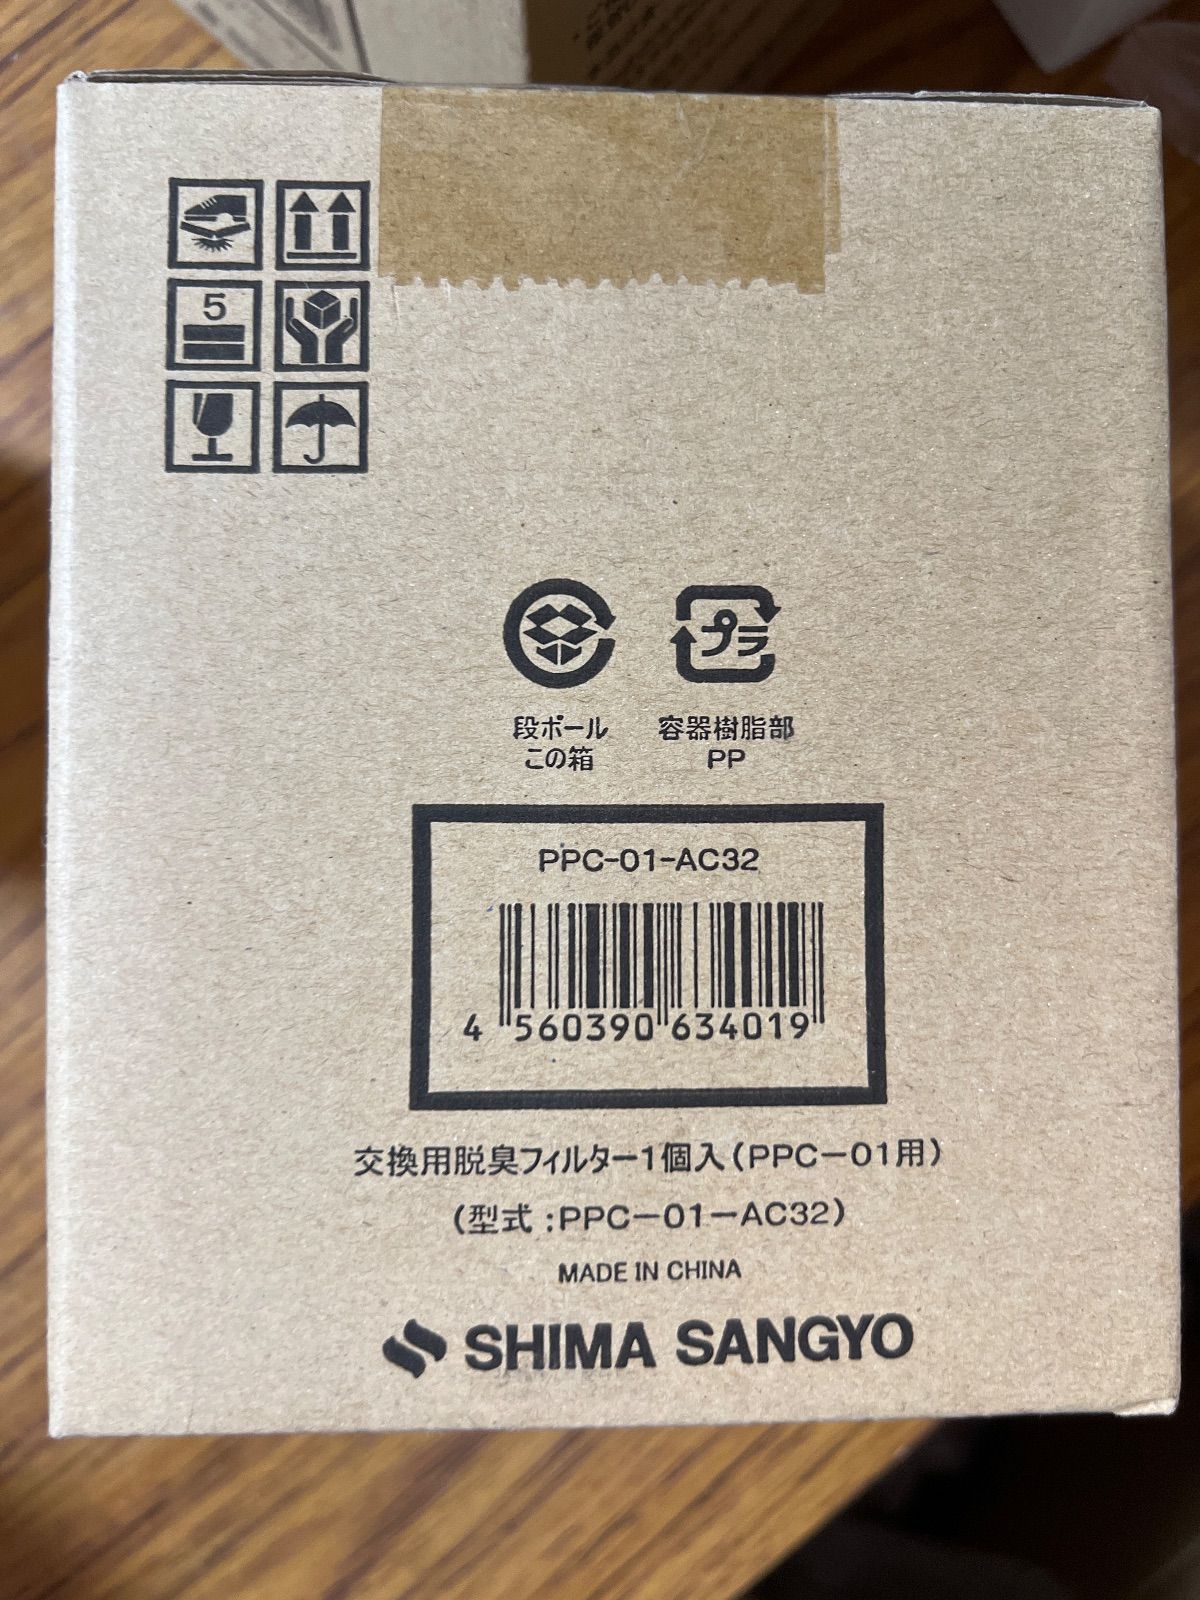 5
段ボール
この箱
プラ
容器樹脂部
PP
PPC-01-AC32
4 560390 634019
交換用脱臭フィルター1個入(PPC-01用)
(型式:PPC-01-AC32)
MADE IN CHINA
SHIMA SANGYO